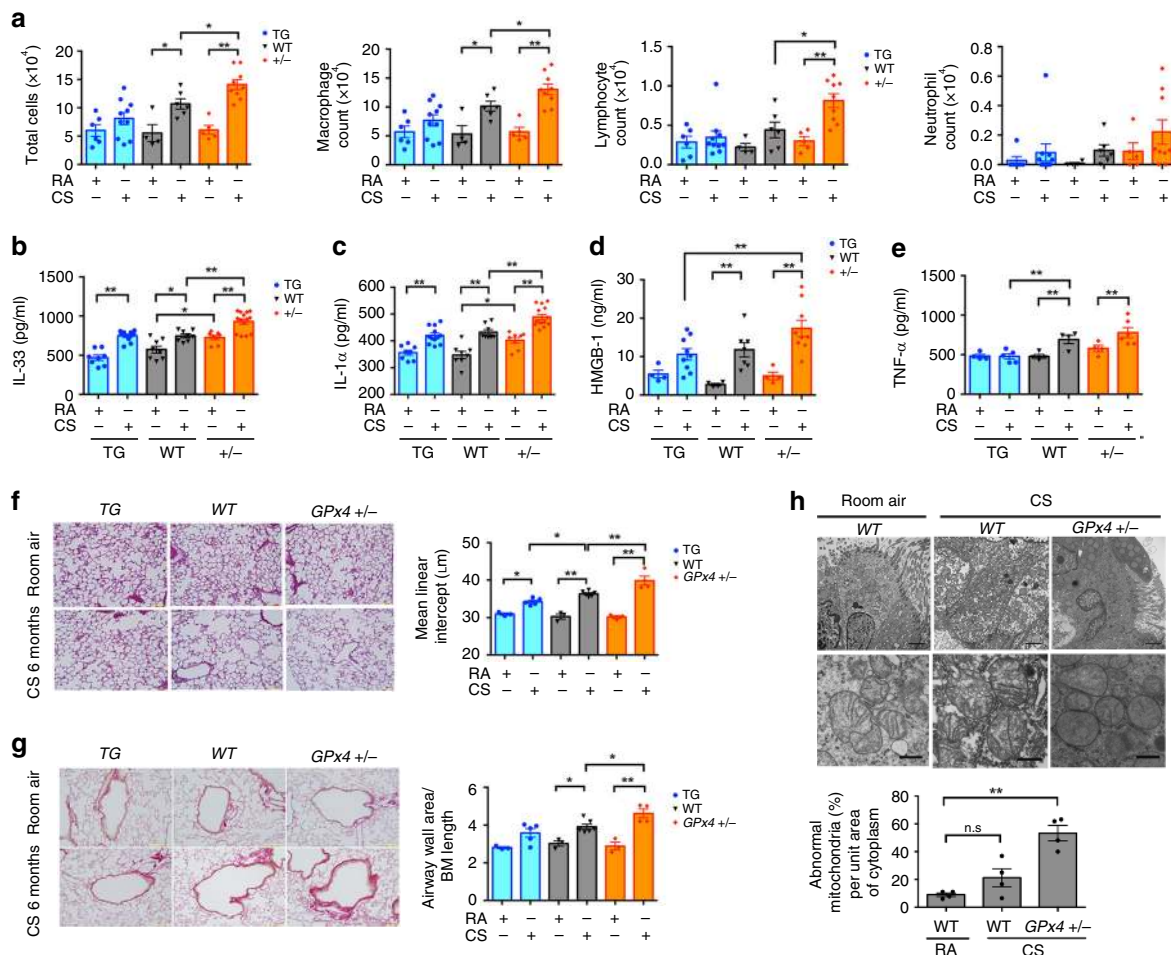 a
Total cells (×10⁴)
20
15
10
5
0
RA + − + − + −
CS − + − + − +
* * **
TG
WT
+/−
Macrophage count (×10⁴)
20
15
10
5
0
RA + − + − + −
CS − + − + − +
* * **
Lymphocyte count (×10⁴)
1.5
1.0
0.5
0.0
RA + − + − + −
CS − + − + − +
* **
TG
WT
+/−
Neutrophil count (×10⁴)
0.8
0.6
0.4
0.2
0.0
RA + − + − + −
CS − + − + − +
b
IL-33 (pg/ml)
1500
1000
500
0
** * * ** **
TG
WT
+/−
RA + − + − + −
CS − + − + − +
TG WT +/−
c
IL-1α (pg/ml)
600
500
400
300
200
** ** * ** **
RA + − + − + −
CS − + − + − +
TG WT +/−
d
HMGB-1 (ng/ml)
30
20
10
0
** ** **
TG
WT
+/−
RA + − + − + −
CS − + − + − +
TG WT +/−
e
TNF-α (pg/ml)
1500
1000
500
0
** ** **
RA + − + − + −
CS − + − + − +
TG WT +/−
f
TG WT GPx4 +/−
Room air
CS 6 months
Mean linear intercept (μm)
50
40
30
20
* * ** ** **
TG
WT
GPx4 +/−
RA + − + − + −
CS − + − + − +
g
TG WT GPx4 +/−
Room air
CS 6 months
Airway wall area/ BM length
6
4
2
0
* * **
TG
WT
GPx4 +/−
RA + − + − + −
CS − + − + − +
h
Room air CS
WT WT GPx4 +/−
Abnormal mitochondria (%) per unit area of cytoplasm
80
60
40
20
0
**
n.s
WT WT GPx4 +/−
RA CS